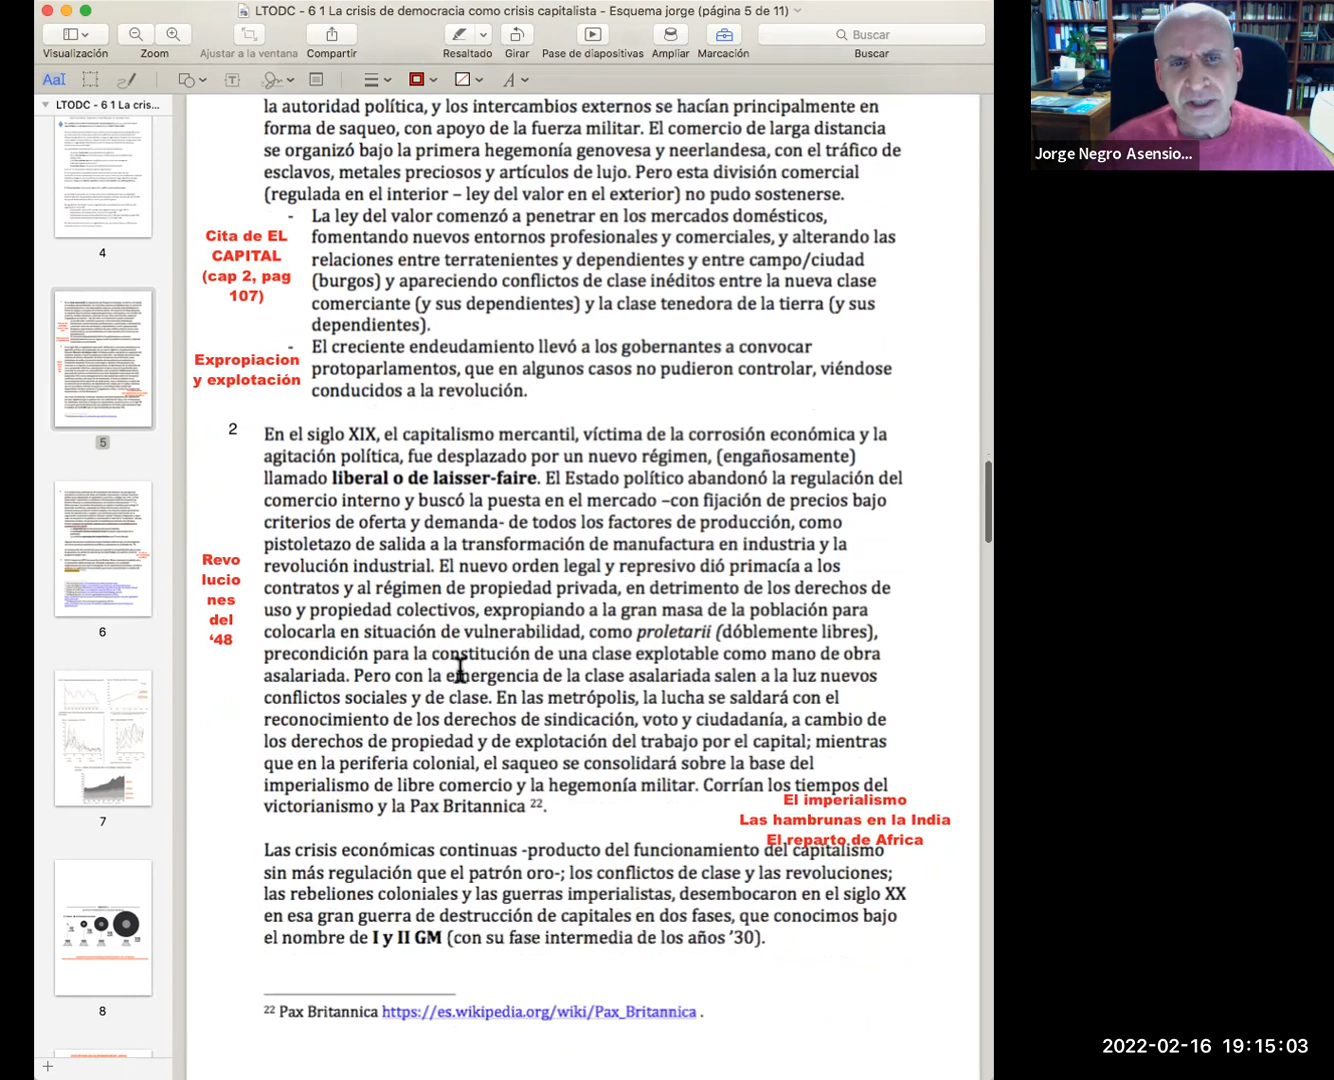 LTODC - 6 1 La crisis de democracia como crisis capitalista - Esquema jorge (página 5 de 11)
Visualización
Zoom
Ajustar a la ventana
Compartir
Resaltado
Girar
Pase de diapositivas
Ampliar
Marcación
Buscar
Buscar
LTODC - 6 1 La cris...
4
5
6
7
8
la autoridad política, y los intercambios externos se hacían principalmente en
forma de saqueo, con apoyo de la fuerza militar. El comercio de larga distancia
se organizó bajo la primera hegemonía genovesa y neerlandesa, con el tráfico de
esclavos, metales preciosos y artículos de lujo. Pero esta división comercial
(regulada en el interior – ley del valor en el exterior) no pudo sostenerse.
Cita de EL
CAPITAL
(cap 2, pag
107)
- La ley del valor comenzó a penetrar en los mercados domésticos,
fomentando nuevos entornos profesionales y comerciales, y alterando las
relaciones entre terratenientes y dependientes y entre campo/ciudad
(burgos) y apareciendo conflictos de clase inéditos entre la nueva clase
comerciante (y sus dependientes) y la clase tenedora de la tierra (y sus
dependientes).
Expropiacion
y explotación
- El creciente endeudamiento llevó a los gobernantes a convocar
protoparlamentos, que en algunos casos no pudieron controlar, viéndose
conducidos a la revolución.
2
En el siglo XIX, el capitalismo mercantil, víctima de la corrosión económica y la
agitación política, fue desplazado por un nuevo régimen, (engañosamente)
llamado liberal o de laisser-faire. El Estado político abandonó la regulación del
comercio interno y buscó la puesta en el mercado –con fijación de precios bajo
criterios de oferta y demanda- de todos los factores de producción, como
pistoletazo de salida a la transformación de manufactura en industria y la
revolución industrial. El nuevo orden legal y represivo dió primacía a los
contratos y al régimen de propiedad privada, en detrimento de los derechos de
uso y propiedad colectivos, expropiando a la gran masa de la población para
colocarla en situación de vulnerabilidad, como proletarii (dóblemente libres),
precondición para la constitución de una clase explotable como mano de obra
asalariada. Pero con la emergencia de la clase asalariada salen a la luz nuevos
conflictos sociales y de clase. En las metrópolis, la lucha se saldará con el
reconocimiento de los derechos de sindicación, voto y ciudadanía, a cambio de
los derechos de propiedad y de explotación del trabajo por el capital; mientras
que en la periferia colonial, el saqueo se consolidará sobre la base del
imperialismo de libre comercio y la hegemonía militar. Corrían los tiempos del
victorianismo y la Pax Britannica 22.
Revo
lucio
nes
del
‘48
El imperialismo
Las hambrunas en la India
El reparto de Africa
Las crisis económicas continuas -producto del funcionamiento del capitalismo
sin más regulación que el patrón oro-; los conflictos de clase y las revoluciones;
las rebeliones coloniales y las guerras imperialistas, desembocaron en el siglo XX
en esa gran guerra de destrucción de capitales en dos fases, que conocimos bajo
el nombre de I y II GM (con su fase intermedia de los años ’30).
22 Pax Britannica https://es.wikipedia.org/wiki/Pax_Britannica .
Jorge Negro Asensio...
2022-02-16 19:15:03